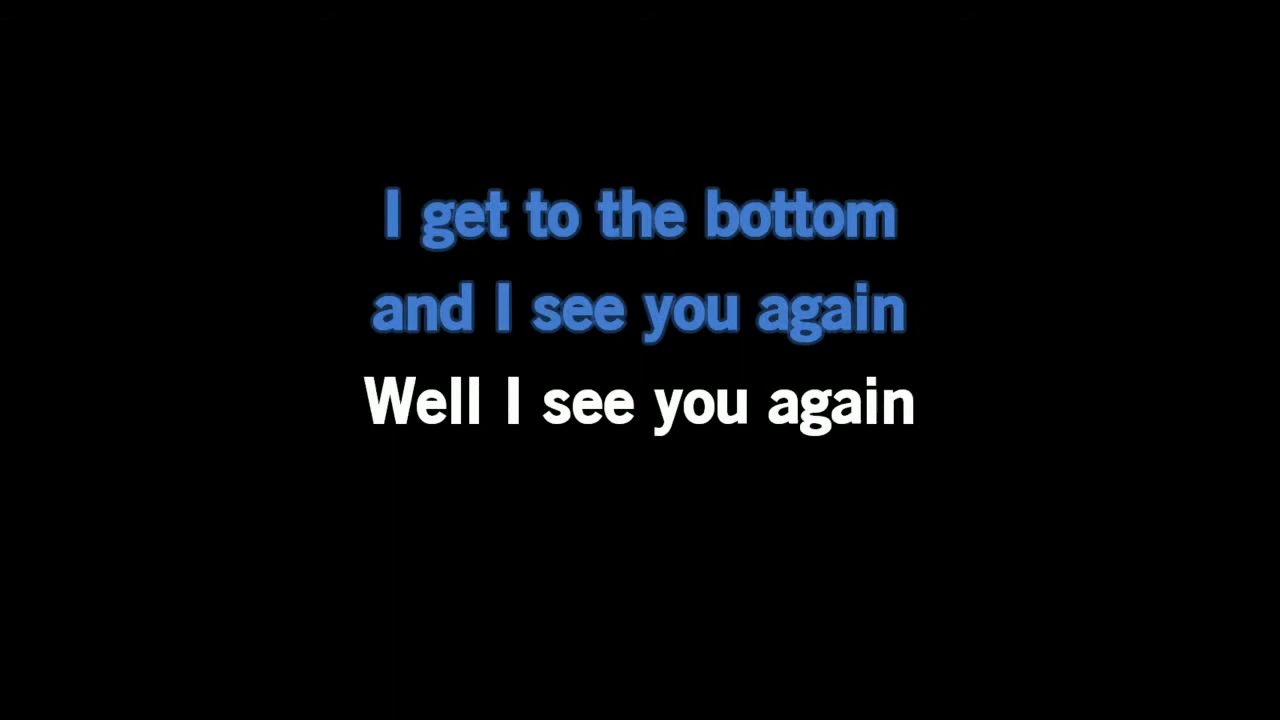 I get to the bottom
and I see you again
Well I see you again